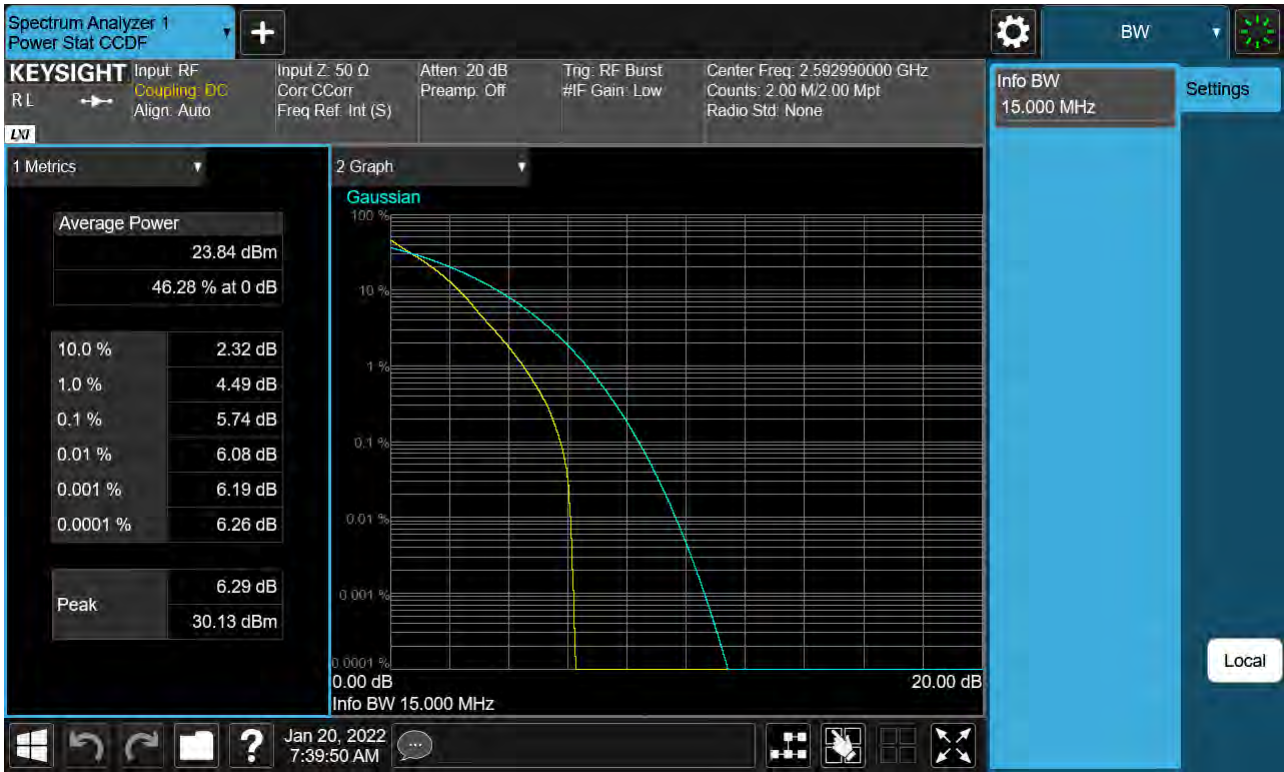 Spectrum Analyzer 1
Power Stat CCDF
+
BW
KEYSIGHT
RL
LXI
Input: RF
Coupling: DC
Align: Auto
Input Z: 50 Ω
Corr CCorr
Freq Ref: Int (S)
Atten: 20 dB
Preamp: Off
Trig: RF Burst
#IF Gain: Low
Center Freq: 2.592990000 GHz
Counts: 2.00 M/2.00 Mpt
Radio Std: None
Info BW
15.000 MHz
Settings
1 Metrics
Average Power
23.84 dBm
46.28 % at 0 dB
10.0 % 2.32 dB
1.0 % 4.49 dB
0.1 % 5.74 dB
0.01 % 6.08 dB
0.001 % 6.19 dB
0.0001 % 6.26 dB
Peak
6.29 dB
30.13 dBm
2 Graph
Gaussian
100 %
10 %
1 %
0.1 %
0.01 %
0.001 %
0.0001 %
0.00 dB 20.00 dB
Info BW 15.000 MHz
Local
?
Jan 20, 2022
7:39:50 AM